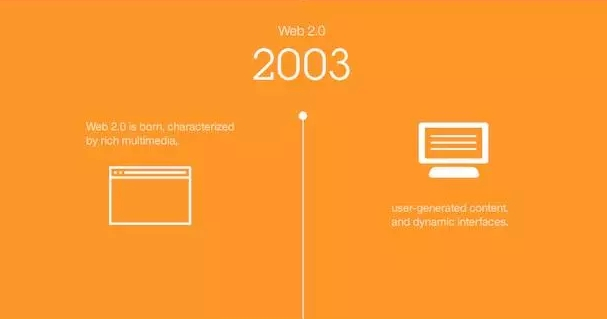 Web 2.0
2003
Web 2.0 is born, characterized
by rich multimedia,
user-generated content,
and dynamic interfaces.